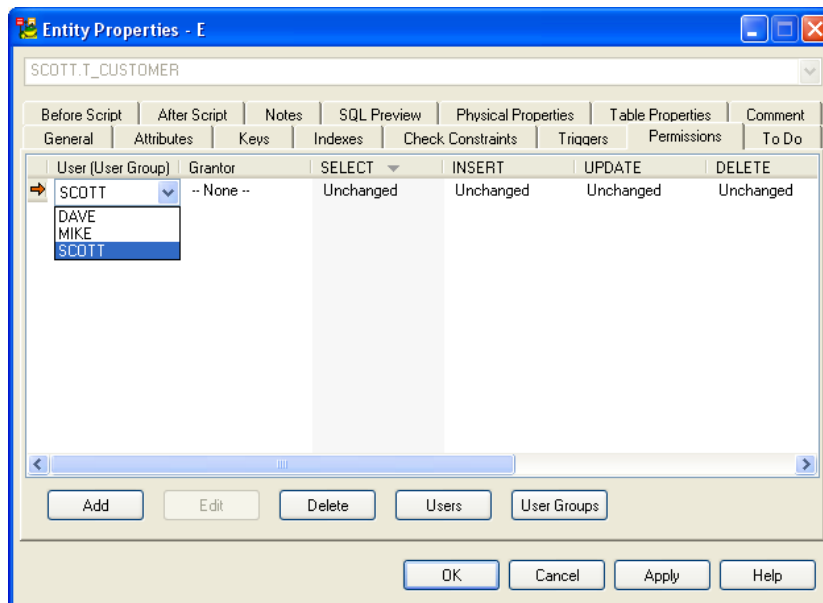 Entity Properties - E
SCOTT.T_CUSTOMER
Before Script After Script Notes SQL Preview Physical Properties Table Properties Comment
General Attributes Keys Indexes Check Constraints Triggers Permissions To Do
User (User Group) Grantor SELECT INSERT UPDATE DELETE
SCOTT -- None -- Unchanged Unchanged Unchanged Unchanged
DAVE
MIKE
SCOTT
Add Edit Delete Users User Groups
OK Cancel Apply Help